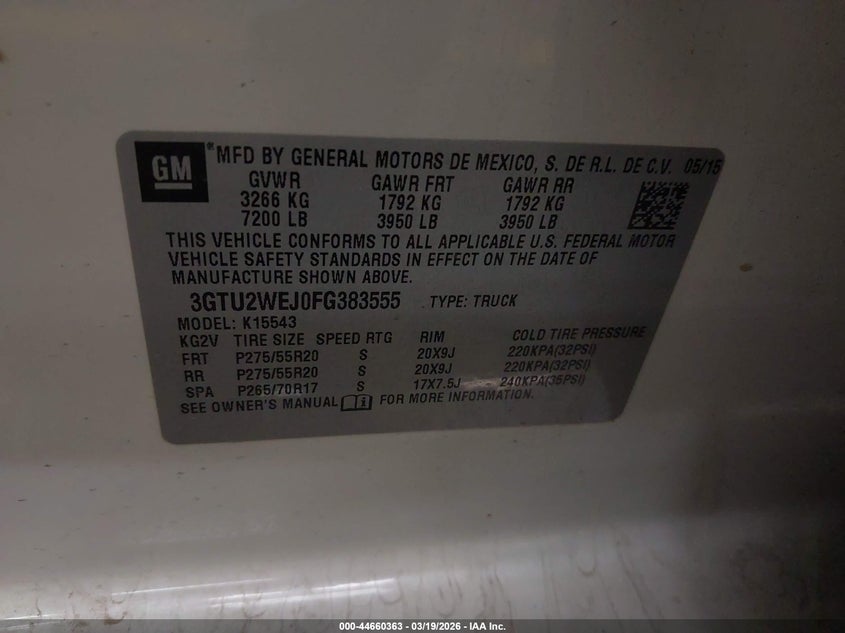 GM
® MFD BY GENERAL MOTORS DE MEXICO, S. DE R.L. DE C.V. 05/15
GVWR GAWR FRT GAWR RR
3266 KG 1792 KG 1792 KG
7200 LB 3950 LB 3950 LB
THIS VEHICLE CONFORMS TO ALL APPLICABLE U.S. FEDERAL MOTOR
VEHICLE SAFETY STANDARDS IN EFFECT ON THE DATE OF
MANUFACTURE SHOWN ABOVE.
3GTU2WEJ0FG383555 TYPE: TRUCK
MODEL: K15543
KG2V TIRE SIZE SPEED RTG RIM COLD TIRE PRESSURE
FRT P275/55R20 S 20X9J 220KPA(32PSI)
RR P275/55R20 S 20X9J 220KPA(32PSI)
SPA P265/70R17 S 17X7.5J 240KPA(35PSI)
SEE OWNER'S MANUAL FOR MORE INFORMATION.
000-44660363 - 03/19/2026 - IAA Inc.